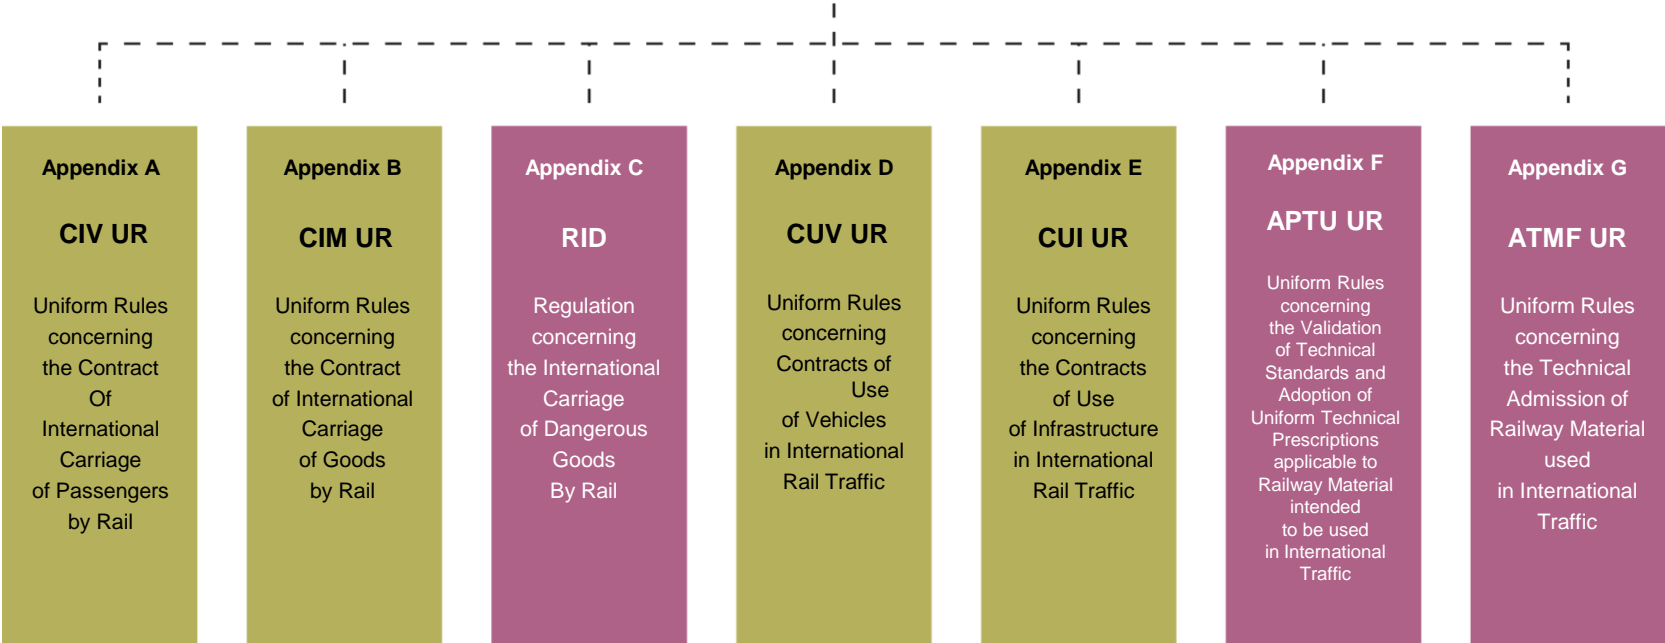 Appendix A
CIV UR
Uniform Rules
concerning
the Contract
Of
International
Carriage
of Passengers
by Rail
Appendix B
CIM UR
Uniform Rules
concerning
the Contract
of International
Carriage
of Goods
by Rail
Appendix C
RID
Regulation
concerning
the International
Carriage
of Dangerous
Goods
By Rail
Appendix D
CUV UR
Uniform Rules
concerning
Contracts of
Use
of Vehicles
in International
Rail Traffic
Appendix E
CUI UR
Uniform Rules
concerning
the Contracts
of Use
of Infrastructure
in International
Rail Traffic
Appendix F
APTU UR
Uniform Rules
concerning
the Validation
of Technical
Standards and
Adoption of
Uniform Technical
Prescriptions
applicable to
Railway Material
intended
to be used
in International
Traffic
Appendix G
ATMF UR
Uniform Rules
concerning
the Technical
Admission of
Railway Material
used
in International
Traffic